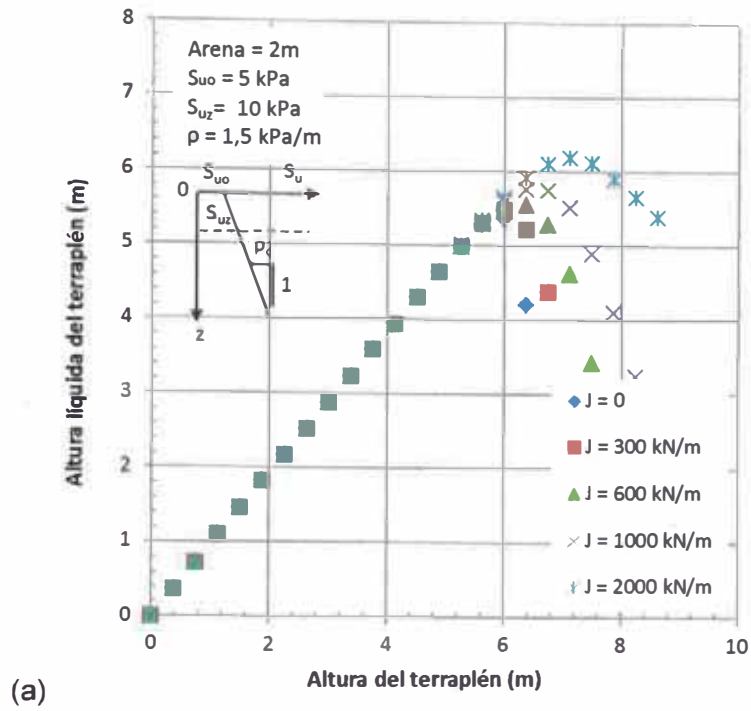 8
7
6
5
4
3
2
1
0
Altura líquida del terraplén (m)
Arena = 2m
Suo = 5 kPa
Suz= 10 kPa
ρ = 1,5 kPa/m
Suo
Su
0
Suz
ρ
1
z
J = 0
J = 300 kN/m
J = 600 kN/m
J = 1000 kN/m
J = 2000 kN/m
0 2 4 6 8 10
Altura del terraplén (m)
(a)